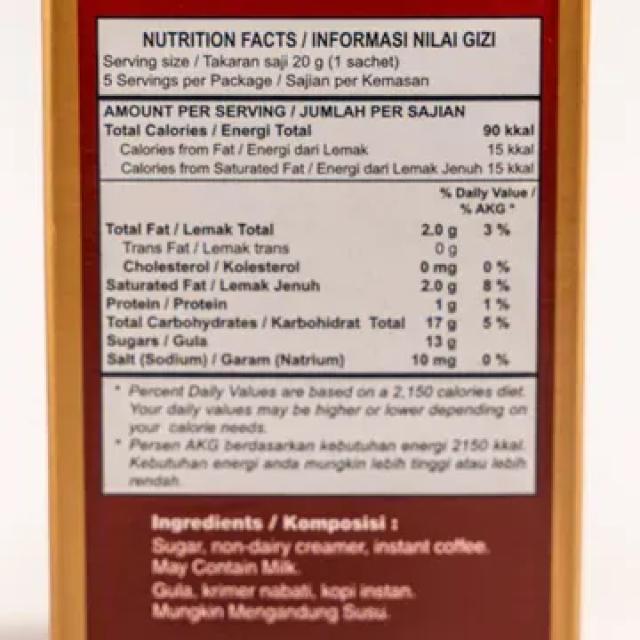 NUTRITION FACTS / INFORMASI NILAI GIZI
Serving size / Takaran saji 20 g (1 sachet)
5 Servings per Package / Sajian per Kemasan
AMOUNT PER SERVING / JUMLAH PER SAJIAN
Total Calories / Energi Total 90 kkal
Calories from Fat / Energi dari Lemak 15 kkal
Calories from Saturated Fat / Energi dari Lemak Jenuh 15 kkal
% Daily Value /
% AKG *
Total Fat / Lemak Total 2.0 g 3 %
Trans Fat / Lemak trans 0 g
Cholesterol / Kolesterol 0 mg 0 %
Saturated Fat / Lemak Jenuh 2.0 g 8 %
Protein / Protein 1 g 1 %
Total Carbohydrates / Karbohidrat Total 17 g 5 %
Sugars / Gula 13 g
Salt (Sodium) / Garam (Natrium) 10 mg 0 %
* Percent Daily Values are based on a 2,150 calories diet.
Your daily values may be higher or lower depending on
your calorie needs.
* Persen AKG berdasarkan kebutuhan energi 2150 kkal.
Kebutuhan energi anda mungkin lebih tinggi atau lebih
rendah.
Ingredients / Komposisi :
Sugar, non-dairy creamer, instant coffee.
May Contain Milk.
Gula, krimer nabati, kopi instan.
Mungkin Mengandung Susu.